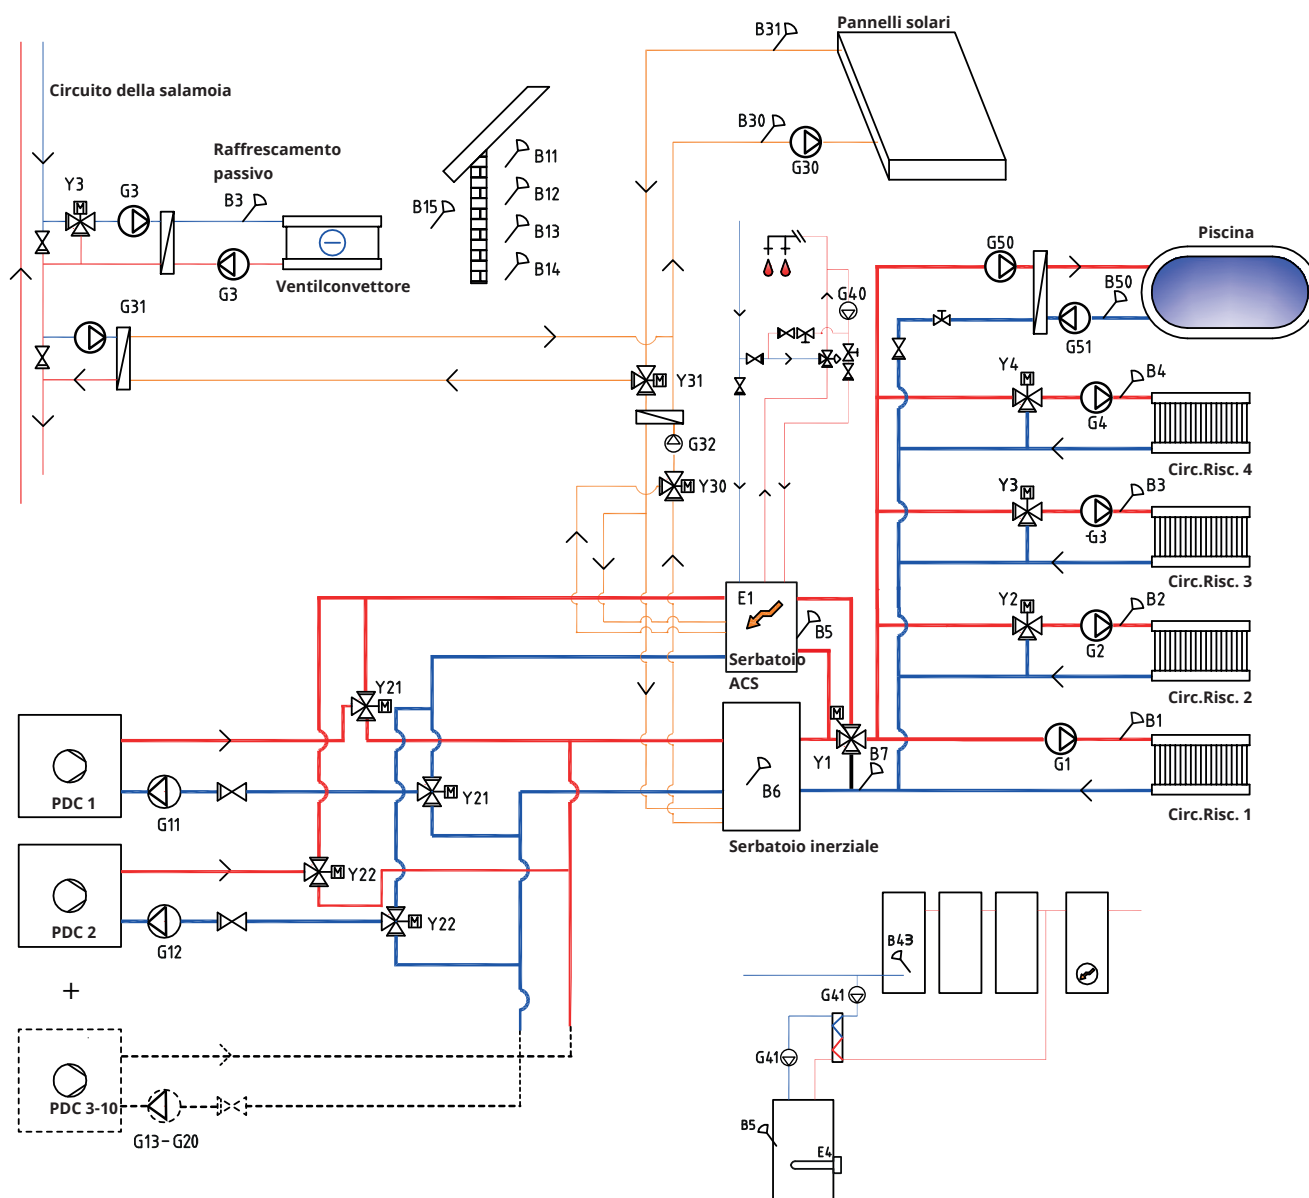 Pannelli solari
B31
Circuito della salamoia
B30
G30
Raffrescamento
passivo
B11
Y3
G3
B3
B12
B15
B13
B14
G3
Ventilconvettore
Piscina
G50
B50
G51
G40
G31
Y31
Y4
B4
G4
Circ.Risc. 4
G32
Y30
Y3
B3
-G3
Circ.Risc. 3
E1
B5
Serbatoio
ACS
Y2
B2
G2
Circ.Risc. 2
Y21
M
Y1
B7
B1
G1
Circ.Risc. 1
PDC 1
G11
Y21
B6
Serbatoio inerziale
PDC 2
G12
Y22
Y22
+
B43
G41
G41
PDC 3-10
G13-G20
B5
E4